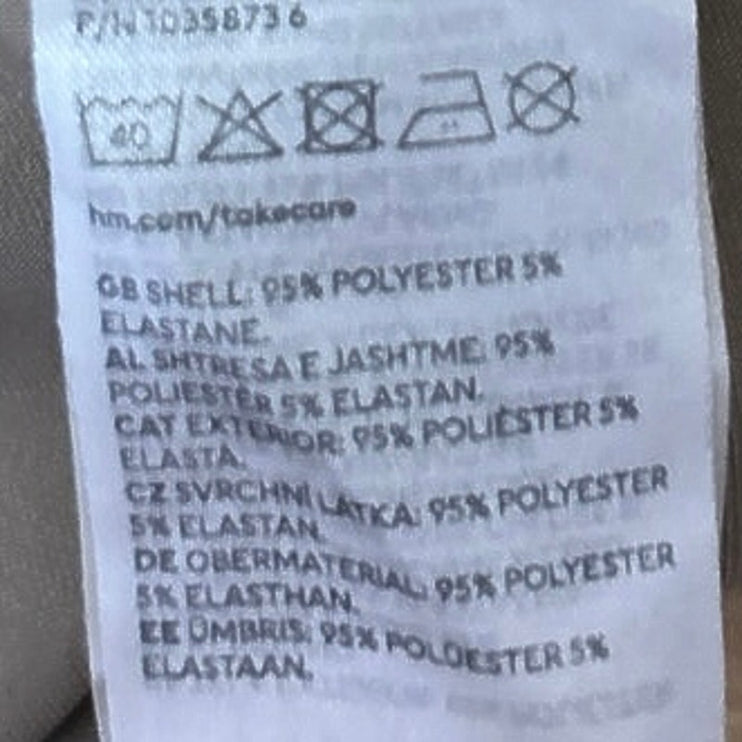 P/N 10358736
40
hm.com/takecare
GB SHELL: 95% POLYESTER 5%
ELASTANE.
AL SHTRESA E JASHTME: 95%
POLIESTER 5% ELASTAN.
CAT EXTERIOR: 95% POLIÈSTER 5%
ELASTÀ.
CZ SVRCHNÍ LÁTKA: 95% POLYESTER
5% ELASTAN.
DE OBERMATERIAL: 95% POLYESTER
5% ELASTHAN.
EE ÜMBRIS: 95% POLÜESTER 5%
ELASTAAN.